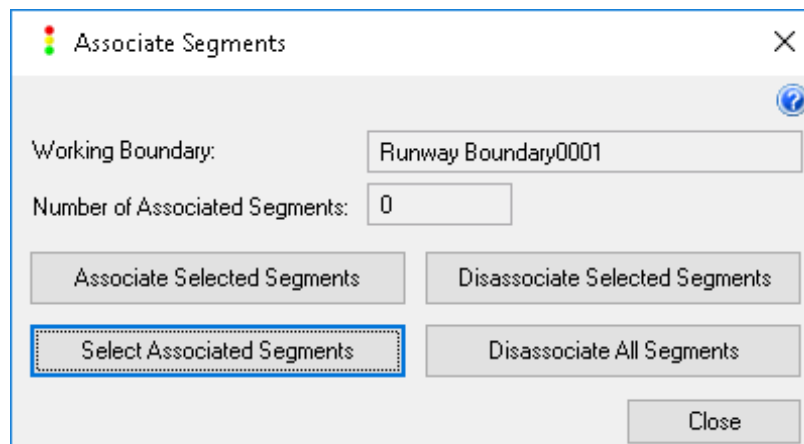 Associate Segments
Working Boundary: Runway Boundary0001
Number of Associated Segments: 0
Associate Selected Segments Disassociate Selected Segments
Select Associated Segments Disassociate All Segments
Close